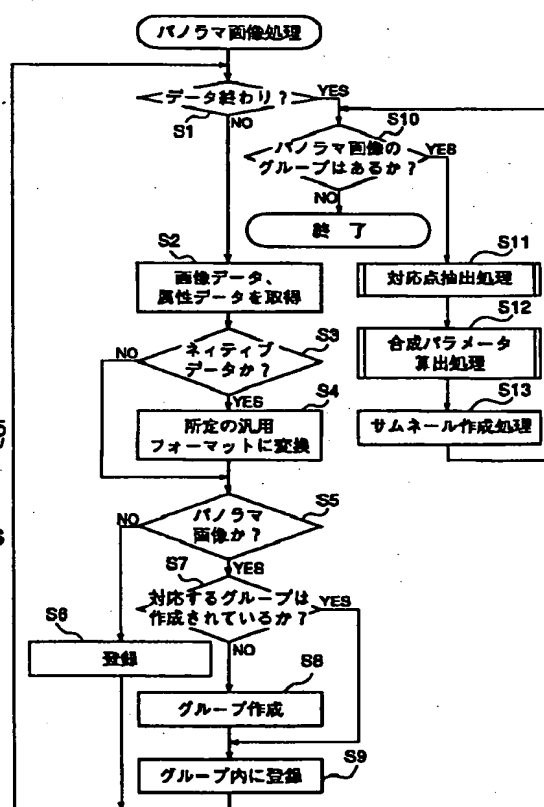 パノラマ画像処理
データ終わり?
YES
S1
NO
S10
パノラマ画像の
グループはあるか?
YES
NO
終了
S2
画像データ、
属性データを取得
S11
対応点抽出処理
S3
ネイティブ
データか?
NO
YES
S12
合成パラメータ
算出処理
S4
所定の汎用
フォーマットに変換
S13
サムネール作成処理
S5
パノラマ
画像か?
NO
YES
S7
対応するグループは
作成されているか?
YES
NO
S6
登録
S8
グループ作成
S9
グループ内に登録